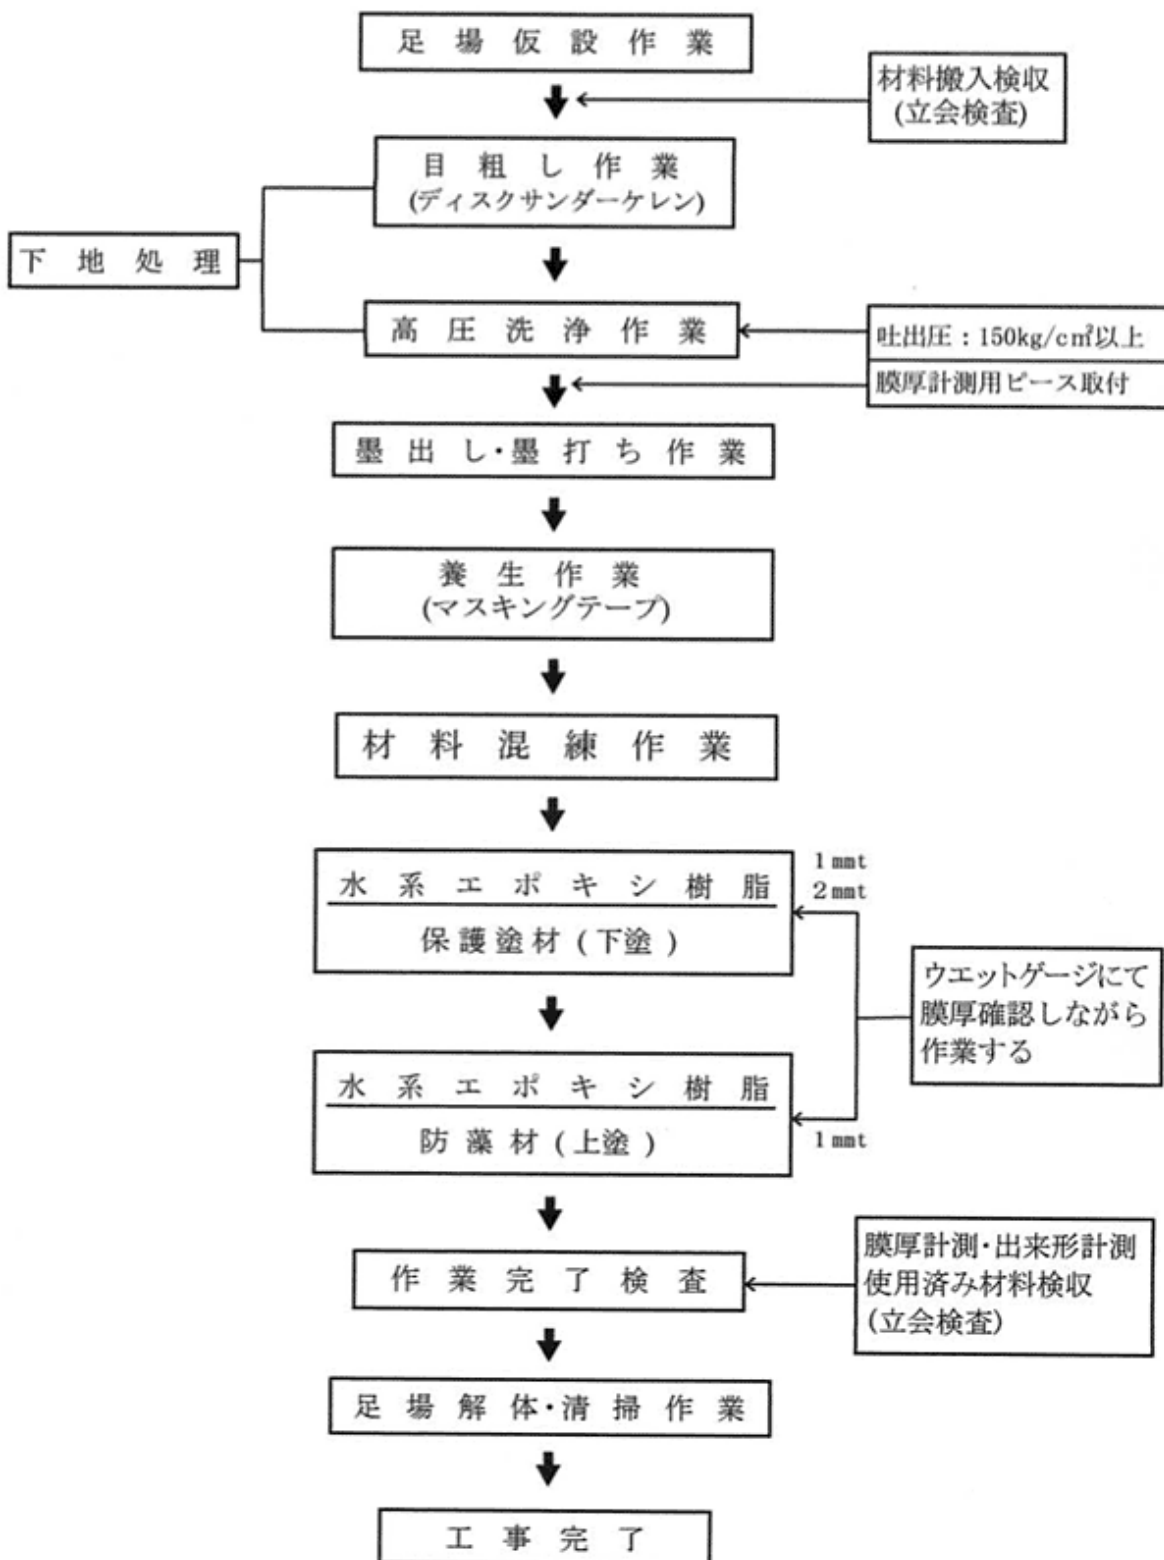 足場仮設作業
材料搬入検収
(立会検査)
目粗し作業
(ディスクサンダーケレン)
下地処理
高圧洗浄作業
吐出圧：150kg/c㎡以上
膜厚計測用ピース取付
墨出し・墨打ち作業
養生作業
(マスキングテープ)
材料混練作業
水系エポキシ樹脂
保護塗材(下塗)
1mmt
2mmt
ウエットゲージにて
膜厚確認しながら
作業する
水系エポキシ樹脂
防藻材(上塗)
1mmt
作業完了検査
膜厚計測・出来形計測
使用済み材料検収
(立会検査)
足場解体・清掃作業
工事完了